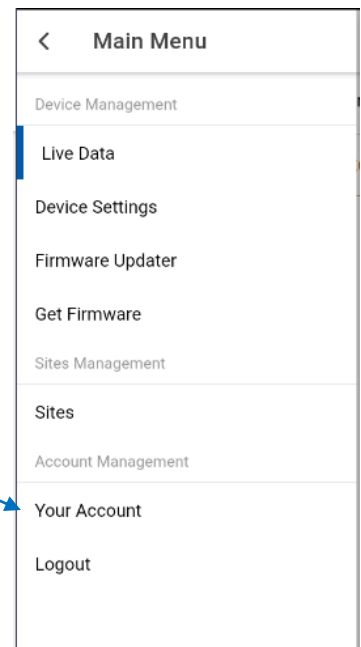 Main Menu
Device Management
Live Data
Device Settings
Firmware Updater
Get Firmware
Sites Management
Sites
Account Management
Your Account
Logout